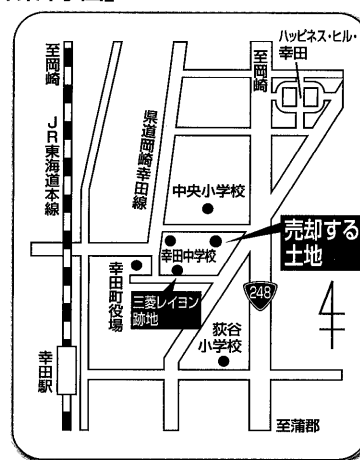 ハッピネス・ヒル・
幸田
至岡崎
至岡崎
JR東海道本線
県道岡崎幸田線
中央小学校
売却する
土地
幸田中学校
幸田町役場
三菱レイヨン
跡地
248
荻谷
小学校
幸田駅
至蒲郡